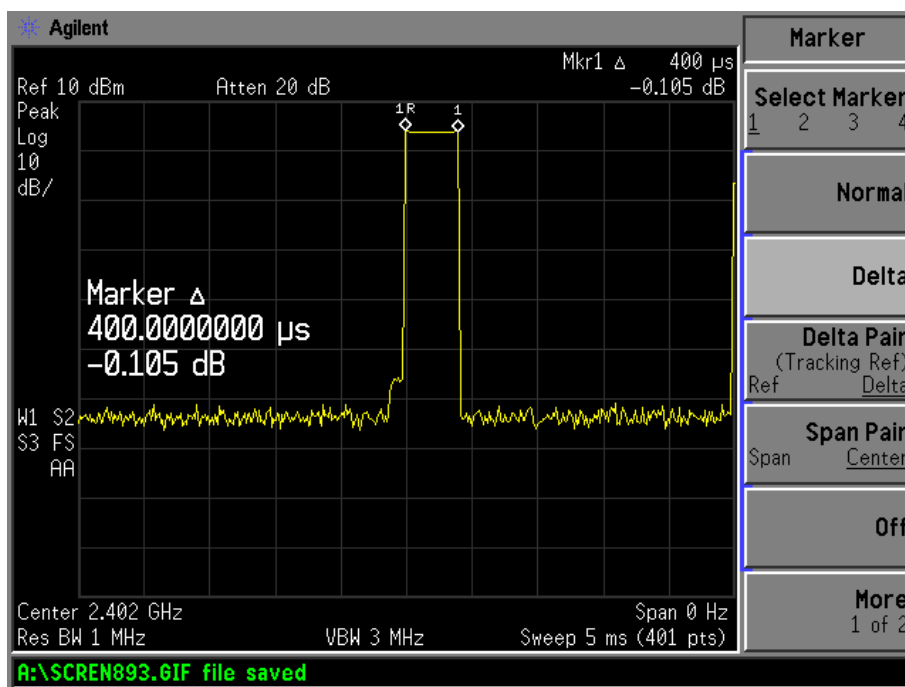 Agilent
Marker
Mkr1 Δ 400 µs
Ref 10 dBm Atten 20 dB -0.105 dB
Peak
Log
10
dB/
1R 1
Marker Δ
400.0000000 µs
-0.105 dB
W1 S2
S3 FS
AA
Center 2.402 GHz Span 0 Hz
Res BW 1 MHz VBW 3 MHz Sweep 5 ms (401 pts)
A:\SCREN893.GIF file saved
Select Marker
1 2 3 4
Normal
Delta
Delta Pair
(Tracking Ref)
Ref Delta
Span Pair
Span Center
Off
More
1 of 2